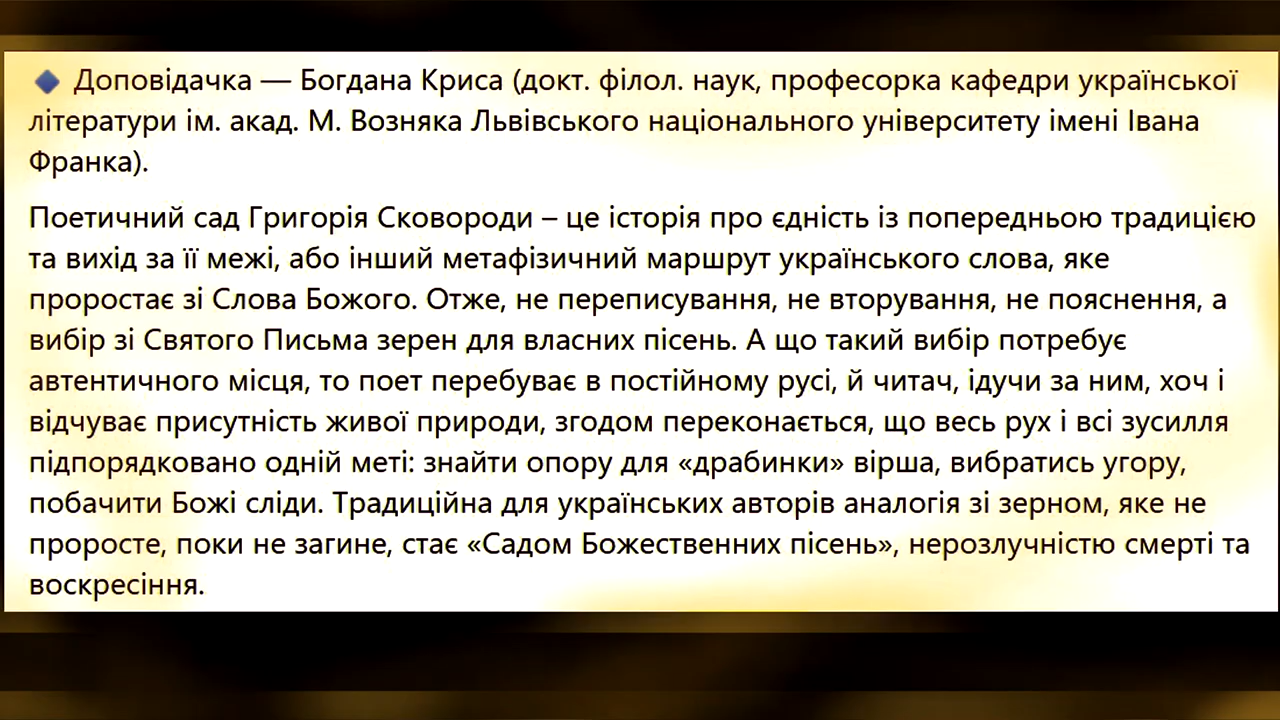 🔹 Доповідачка — Богдана Криса (докт. філол. наук, професорка кафедри української
літератури ім. акад. М. Возняка Львівського національного університету імені Івана
Франка).
Поетичний сад Григорія Сковороди – це історія про єдність із попередньою традицією
та вихід за її межі, або інший метафізичний маршрут українського слова, яке
проростає зі Слова Божого. Отже, не переписування, не вторування, не пояснення, а
вибір зі Святого Письма зерен для власних пісень. А що такий вибір потребує
автентичного місця, то поет перебуває в постійному русі, й читач, ідучи за ним, хоч і
відчуває присутність живої природи, згодом переконається, що весь рух і всі зусилля
підпорядковано одній меті: знайти опору для «драбинки» вірша, вибратись угору,
побачити Божі сліди. Традиційна для українських авторів аналогія зі зерном, яке не
проросте, поки не загине, стає «Садом Божественних пісень», нерозлучністю смерті та
воскресіння.